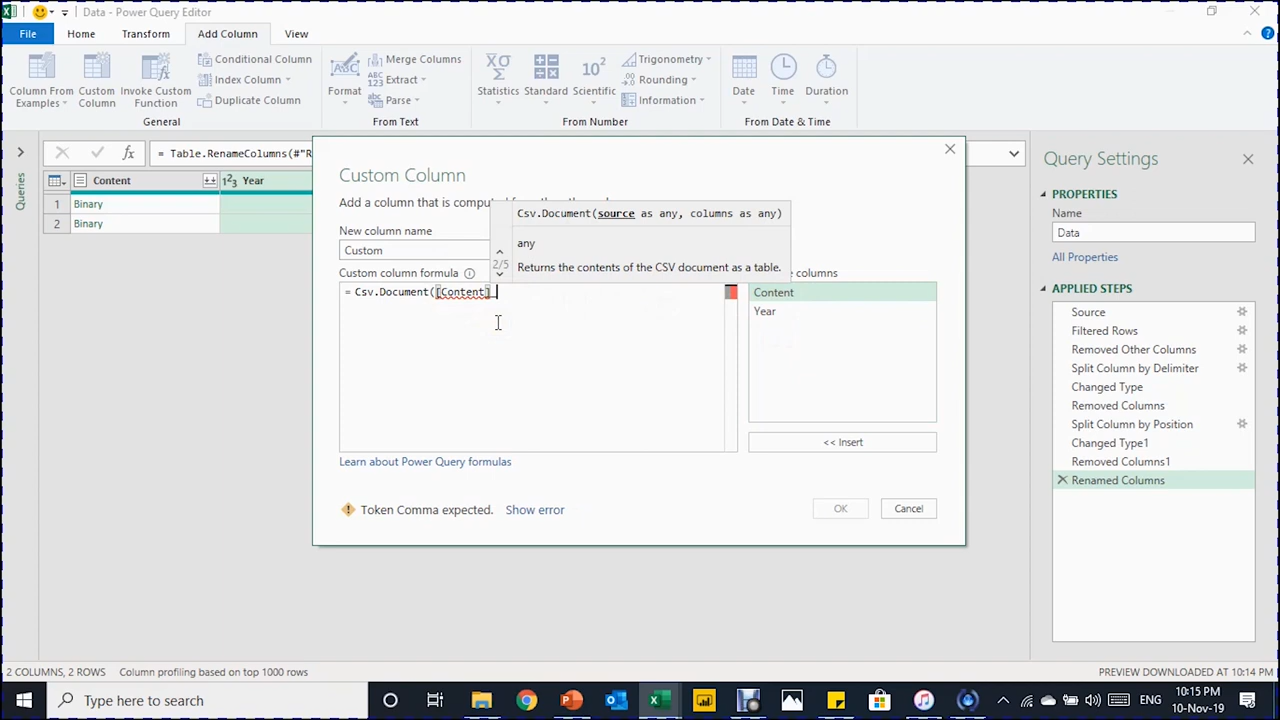 Data - Power Query Editor
File Home Transform Add Column View
Column From Examples
Custom Column
Invoke Custom Function
Conditional Column
Index Column
Duplicate Column
General
Format
Merge Columns
Extract
Parse
From Text
Statistics
Standard
Scientific
Trigonometry
Rounding
Information
From Number
Date
Time
Duration
From Date & Time
= Table.RenameColumns(#"R
Queries
Content Year
1 Binary
2 Binary
Custom Column
Add a column that is computed
New column name
Custom
Custom column formula
= Csv.Document([Content]
2/5
Csv.Document(source as any, columns as any)
any
Returns the contents of the CSV document as a table.
columns
Content
Year
<< Insert
Learn about Power Query formulas
Token Comma expected. Show error
OK
Cancel
Query Settings
PROPERTIES
Name
Data
All Properties
APPLIED STEPS
Source
Filtered Rows
Removed Other Columns
Split Column by Delimiter
Changed Type
Removed Columns
Split Column by Position
Changed Type1
Removed Columns1
Renamed Columns
2 COLUMNS, 2 ROWS Column profiling based on top 1000 rows
PREVIEW DOWNLOADED AT 10:14 PM
Type here to search
ENG
10:15 PM
10-Nov-19